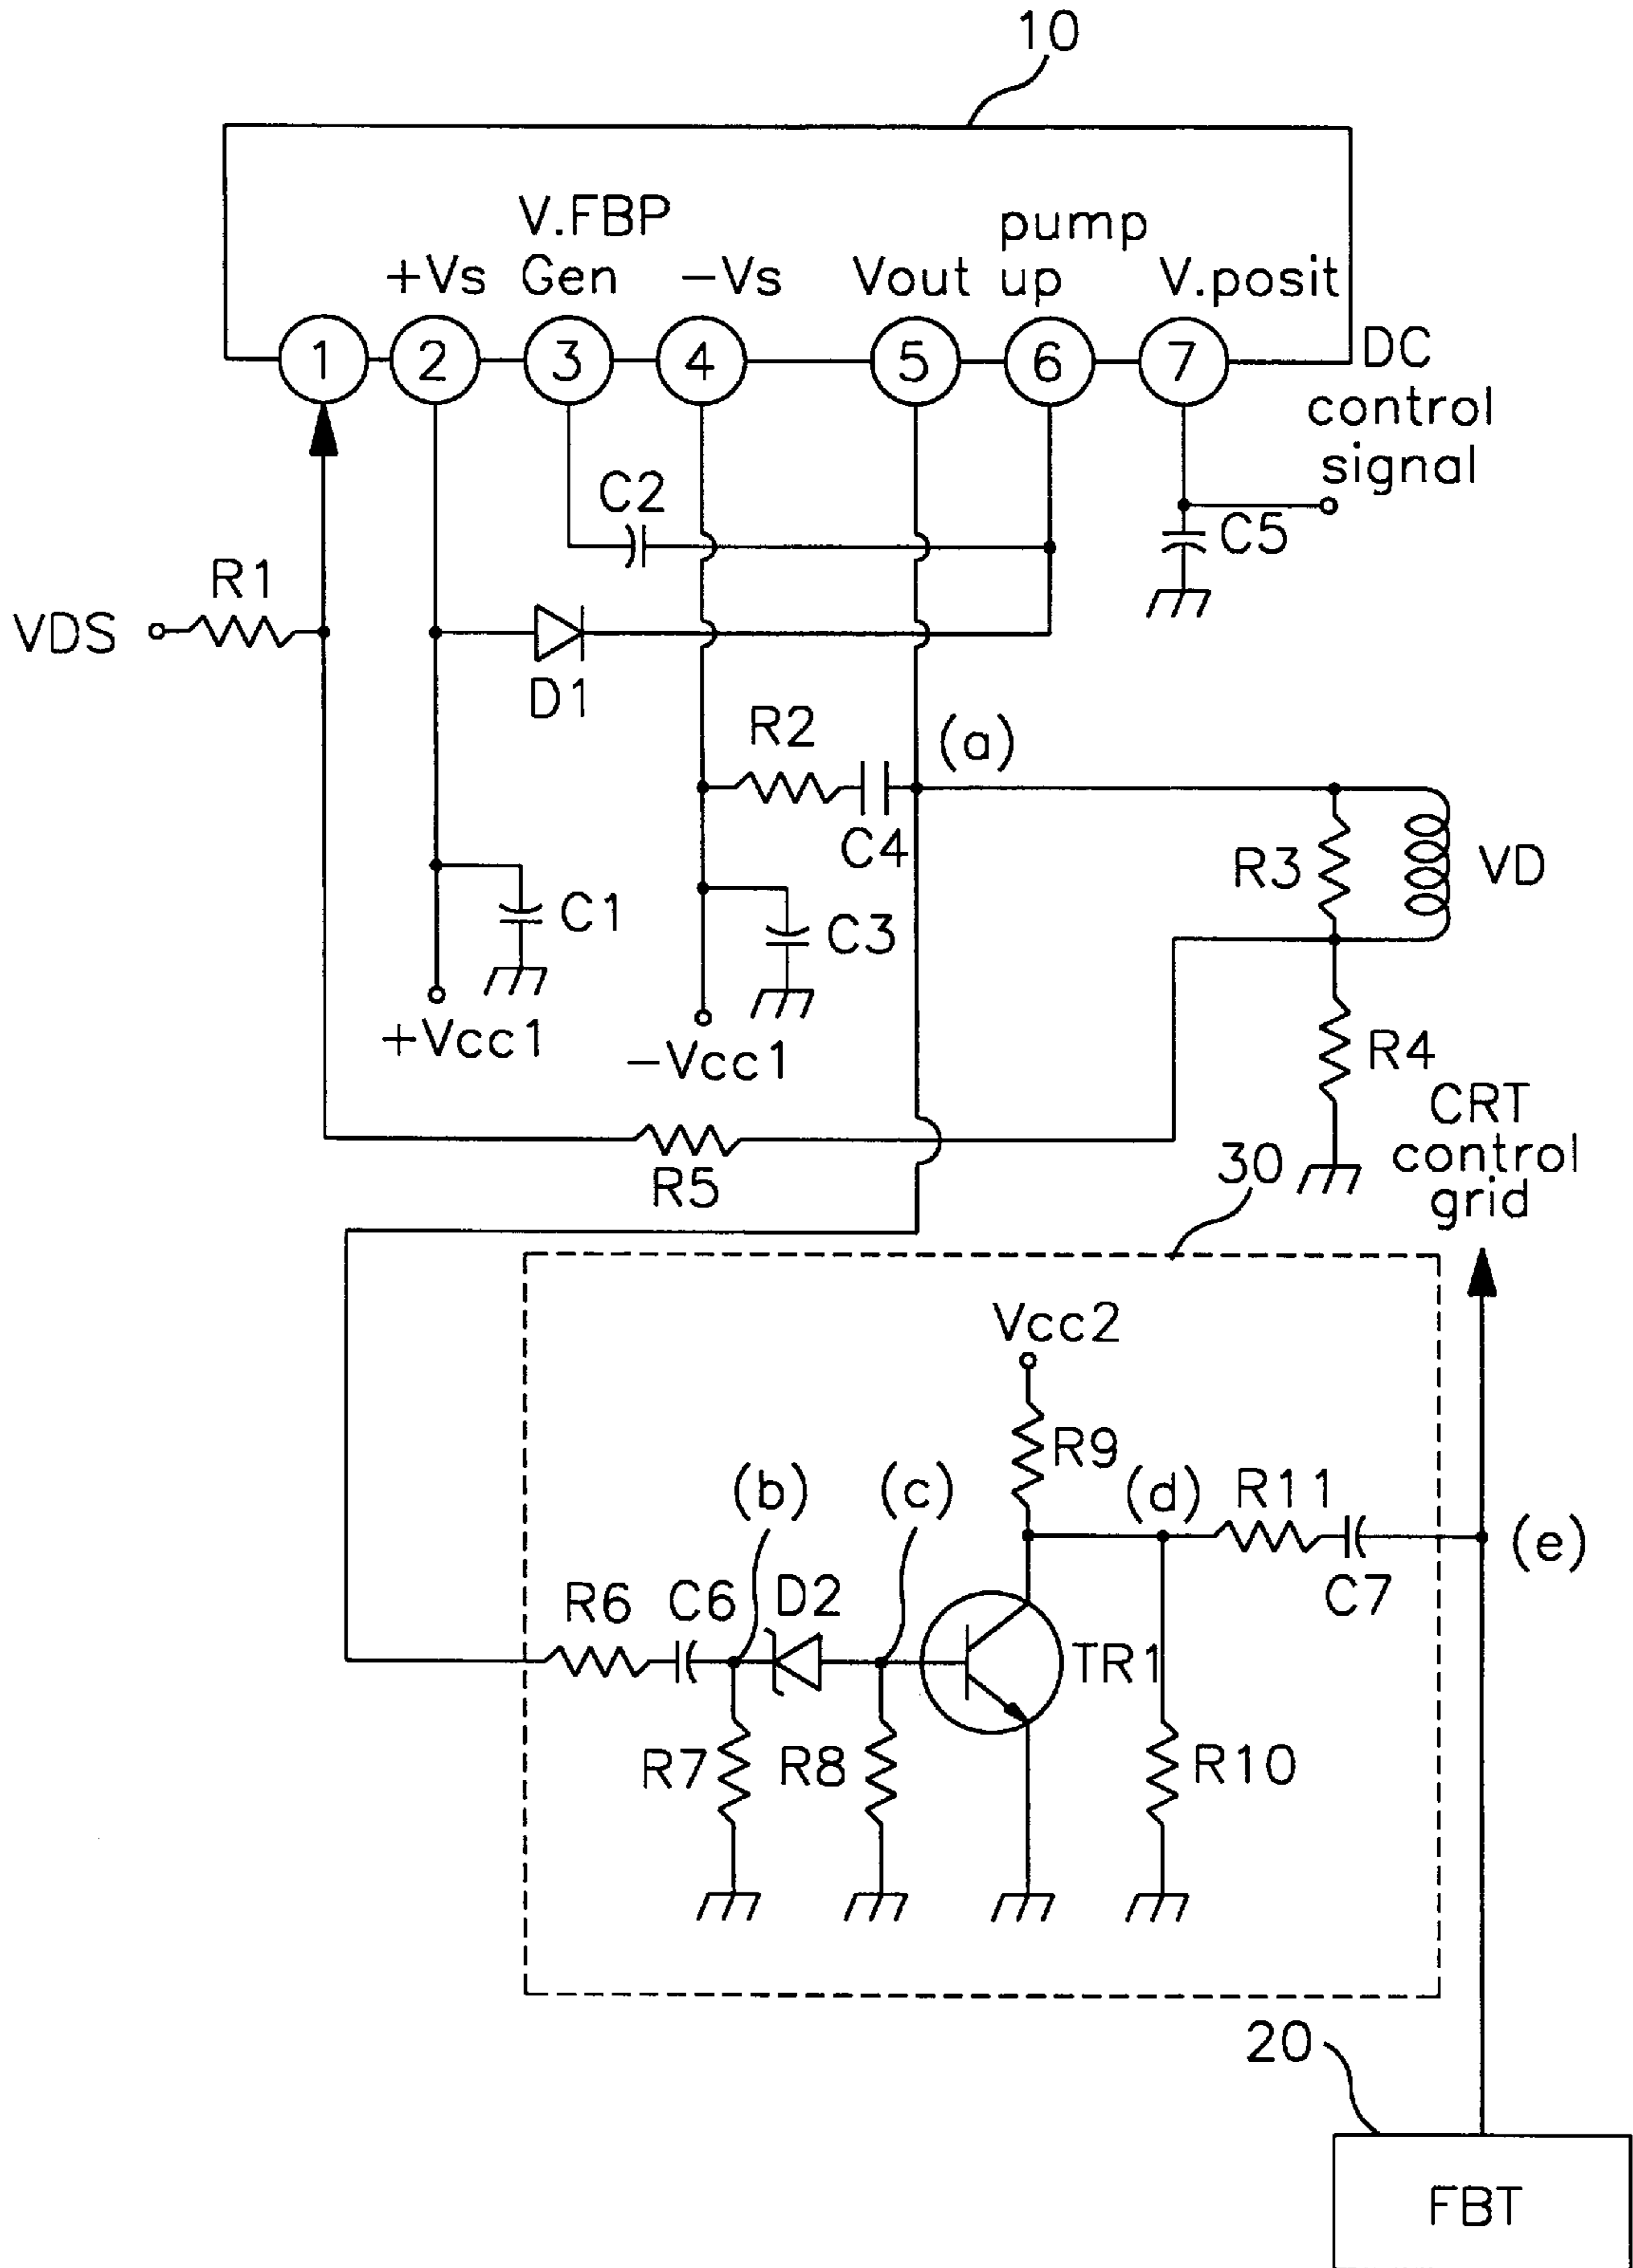 10
V.FBP
pump
+Vs Gen -Vs Vout up V.posit
1 2 3 4 5 6 7
DC
control
signal
C2
C5
R1
VDS
D1
R2
(a)
C4
R3
VD
C1
C3
+Vcc1
-Vcc1
R4
CRT
control
grid
R5
30
Vcc2
R9
(b)
(c)
(d)
R11
(e)
C7
R6
C6
D2
TR1
R7
R8
R10
20
FBT